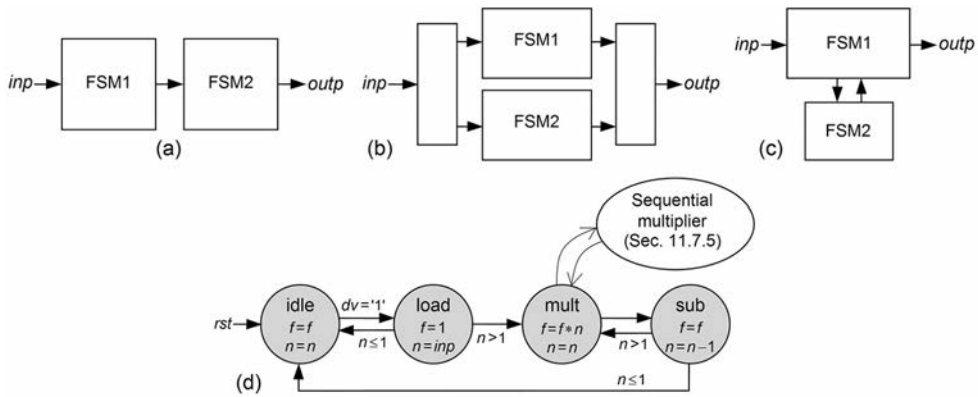 inp
FSM1
FSM2
outp
(a)
inp
FSM1
FSM2
outp
(b)
inp
FSM1
outp
FSM2
(c)
Sequential
multiplier
(Sec. 11.7.5)
rst
idle
f=f
n=n
dv='1'
n≤1
load
f=1
n=inp
n>1
mult
f=f*n
n=n
n>1
sub
f=f
n=n−1
n≤1
(d)